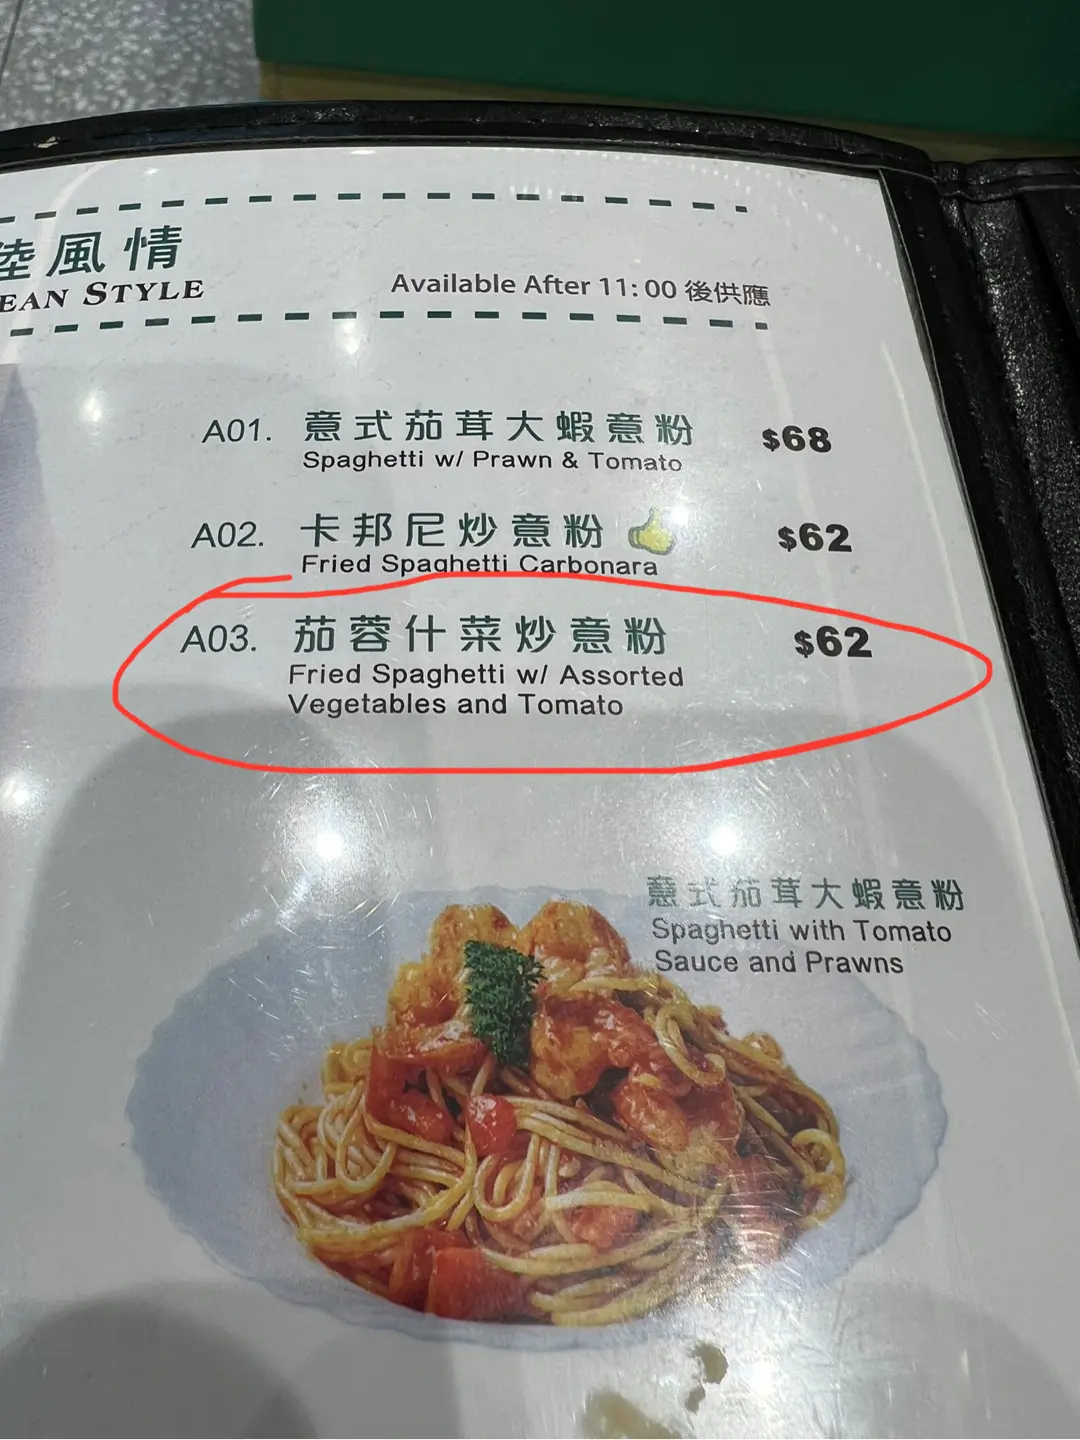 陸風情
EAN STYLE
Available After 11:00 後供應
A01. 意式茄茸大蝦意粉 $68
Spaghetti w/ Prawn & Tomato
A02. 卡邦尼炒意粉 $62
Fried Spaghetti Carbonara
A03. 茄蓉什菜炒意粉 $62
Fried Spaghetti w/ Assorted
Vegetables and Tomato
意式茄茸大蝦意粉
Spaghetti with Tomato
Sauce and Prawns